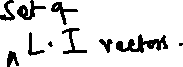 Set of
L.I vectors.